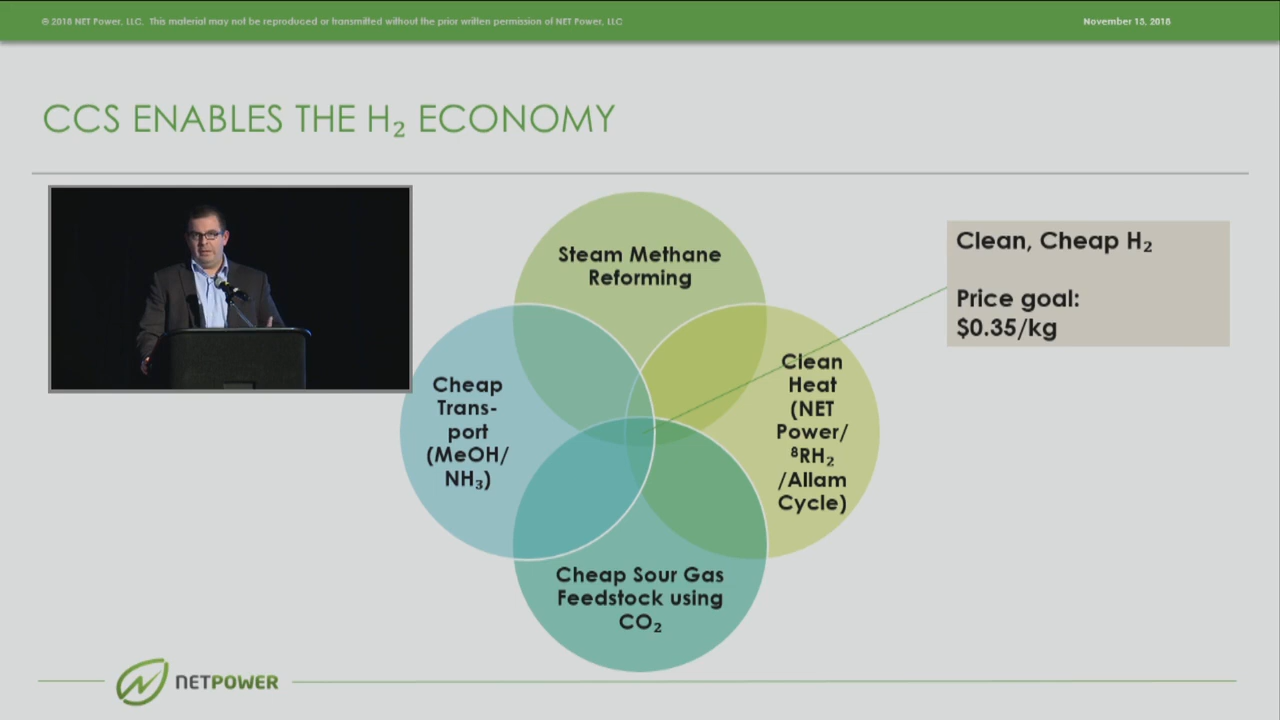 © 2018 NET Power, LLC. This material may not be reproduced or transmitted without the prior written permission of NET Power, LLC
November 13, 2018
CCS ENABLES THE H₂ ECONOMY
Steam Methane
Reforming
Clean, Cheap H₂
Price goal:
$0.35/kg
Cheap
Trans-
port
(MeOH/
NH₃)
Clean
Heat
(NET
Power/
⁸RH₂
/Allam
Cycle)
Cheap Sour Gas
Feedstock using
CO₂
NETPOWER